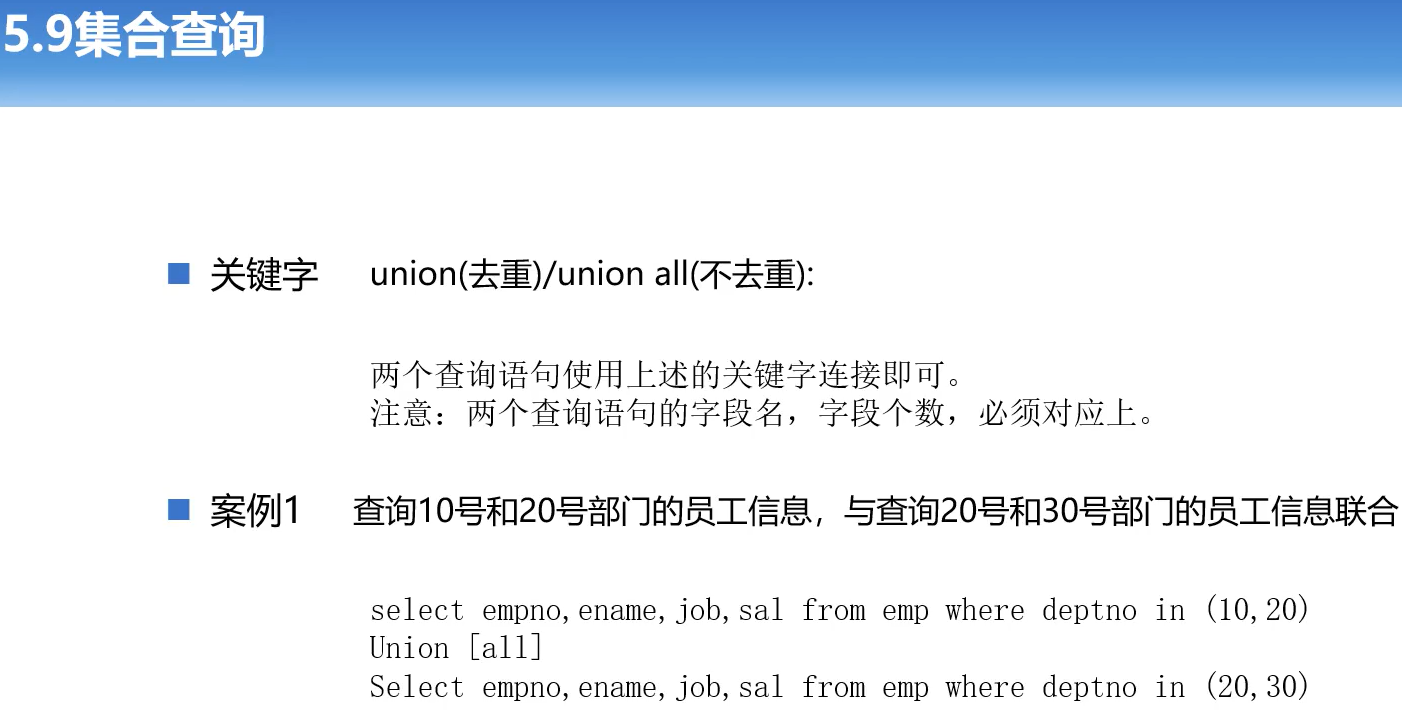 5.9集合查询
关键字 union(去重)/union all(不去重):
两个查询语句使用上述的关键字连接即可。
注意：两个查询语句的字段名，字段个数，必须对应上。
案例1 查询10号和20号部门的员工信息，与查询20号和30号部门的员工信息联合
select empno,ename,job,sal from emp where deptno in (10,20)
Union [all]
Select empno,ename,job,sal from emp where deptno in (20,30)